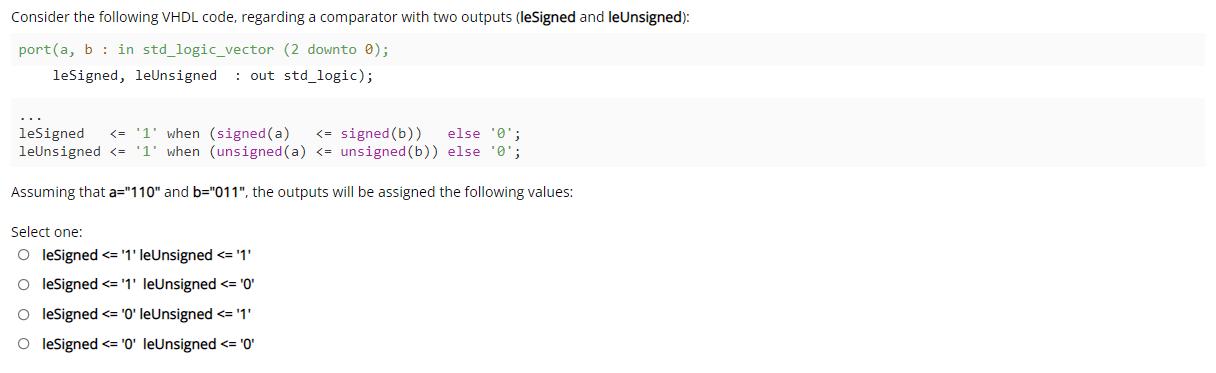 Consider the following VHDL code, regarding a comparator with two outputs (leSigned and leUnsigned):
port(a, b : in std_logic_vector (2 downto 0);
leSigned, leUnsigned : out std_logic);
...
leSigned <= '1' when (signed(a) <= signed(b)) else '0';
leUnsigned <= '1' when (unsigned(a) <= unsigned(b)) else '0';
Assuming that a="110" and b="011", the outputs will be assigned the following values:
Select one:
leSigned <= '1' leUnsigned <= '1'
leSigned <= '1' leUnsigned <= '0'
leSigned <= '0' leUnsigned <= '1'
leSigned <= '0' leUnsigned <= '0'